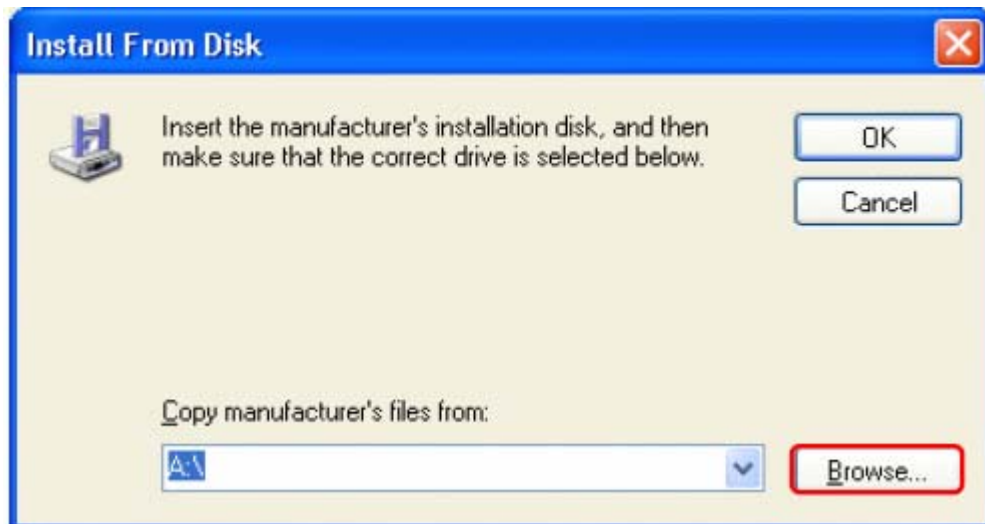 Install From Disk
Insert the manufacturer's installation disk, and then
make sure that the correct drive is selected below.
OK
Cancel
Copy manufacturer's files from:
A:\
Browse...